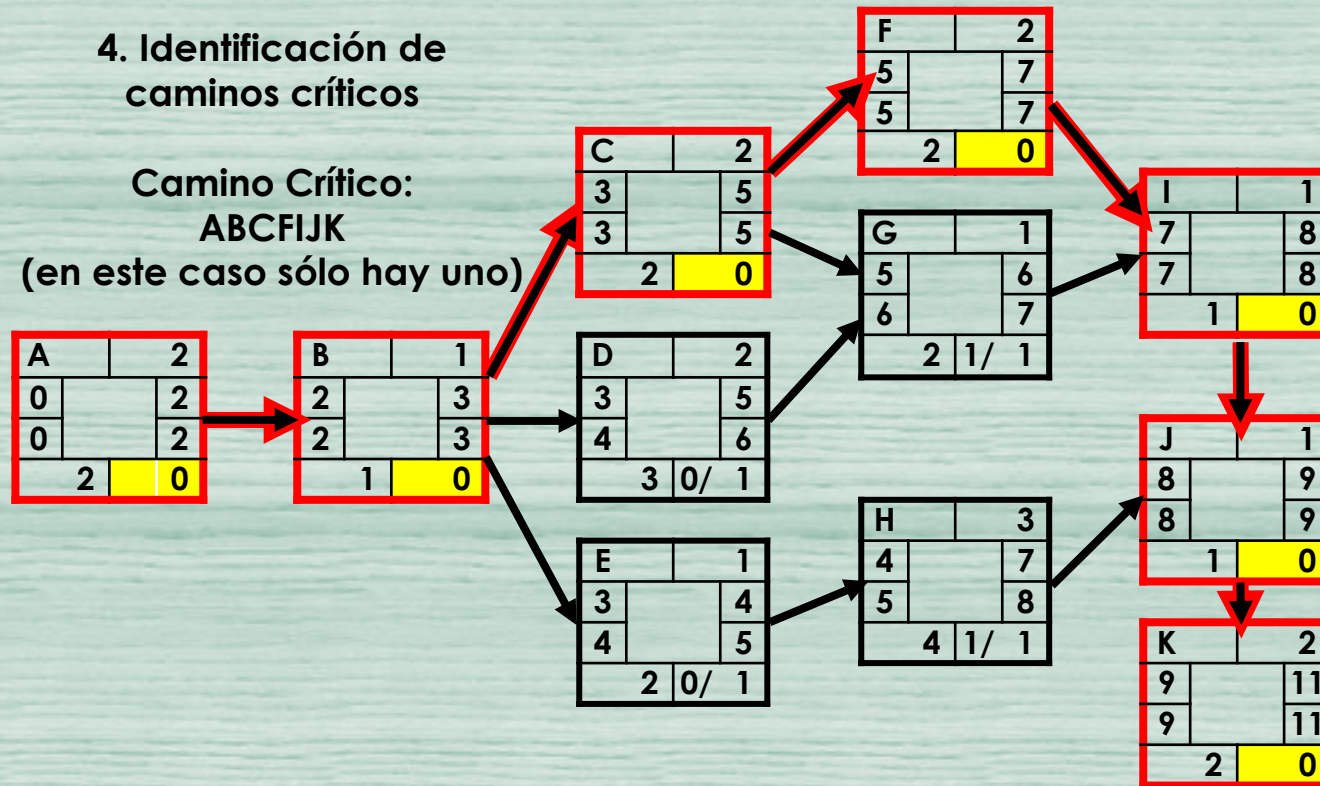 4. Identificación de
caminos críticos
Camino Crítico:
ABCFIJK
(en este caso sólo hay uno)
A 2
0 2
0 2
2 0
B 1
2 3
2 3
1 0
C 2
3 5
3 5
2 0
D 2
3 5
4 6
3 0/ 1
E 1
3 4
4 5
2 0/ 1
F 2
5 7
5 7
2 0
G 1
5 6
6 7
2 1/ 1
H 3
4 7
5 8
4 1/ 1
I 1
7 8
7 8
1 0
J 1
8 9
8 9
1 0
K 2
9 11
9 11
2 0